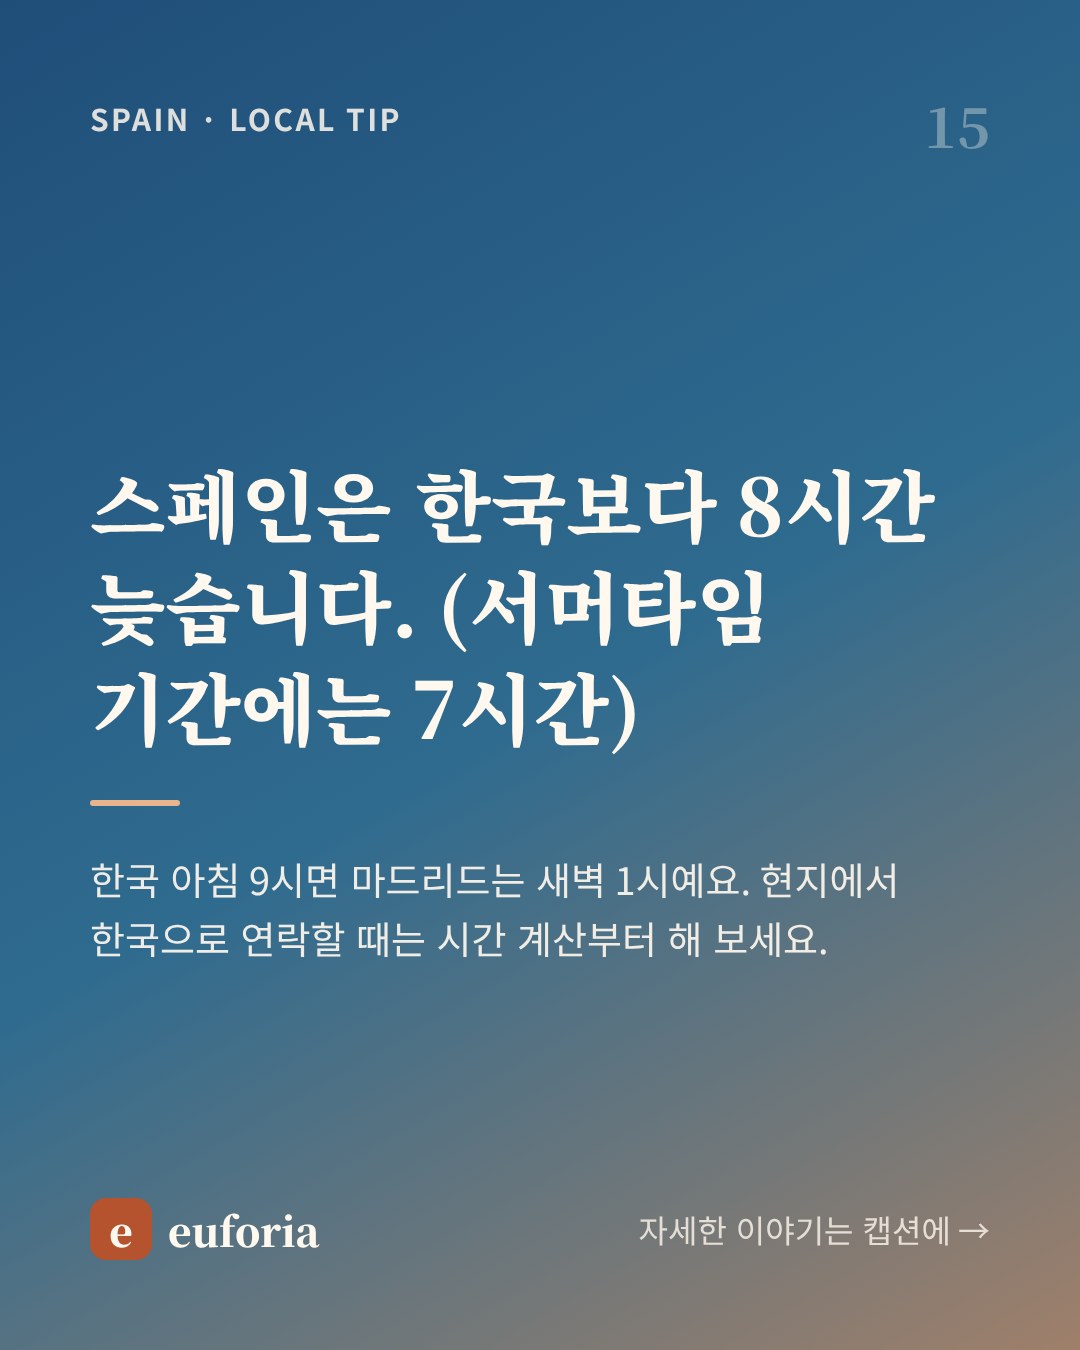 SPAIN · LOCAL TIP
15
스페인은 한국보다 8시간
늦습니다. (서머타임
기간에는 7시간)
한국 아침 9시면 마드리드는 새벽 1시예요. 현지에서
한국으로 연락할 때는 시간 계산부터 해 보세요.
e euforia
자세한 이야기는 캡션에 →